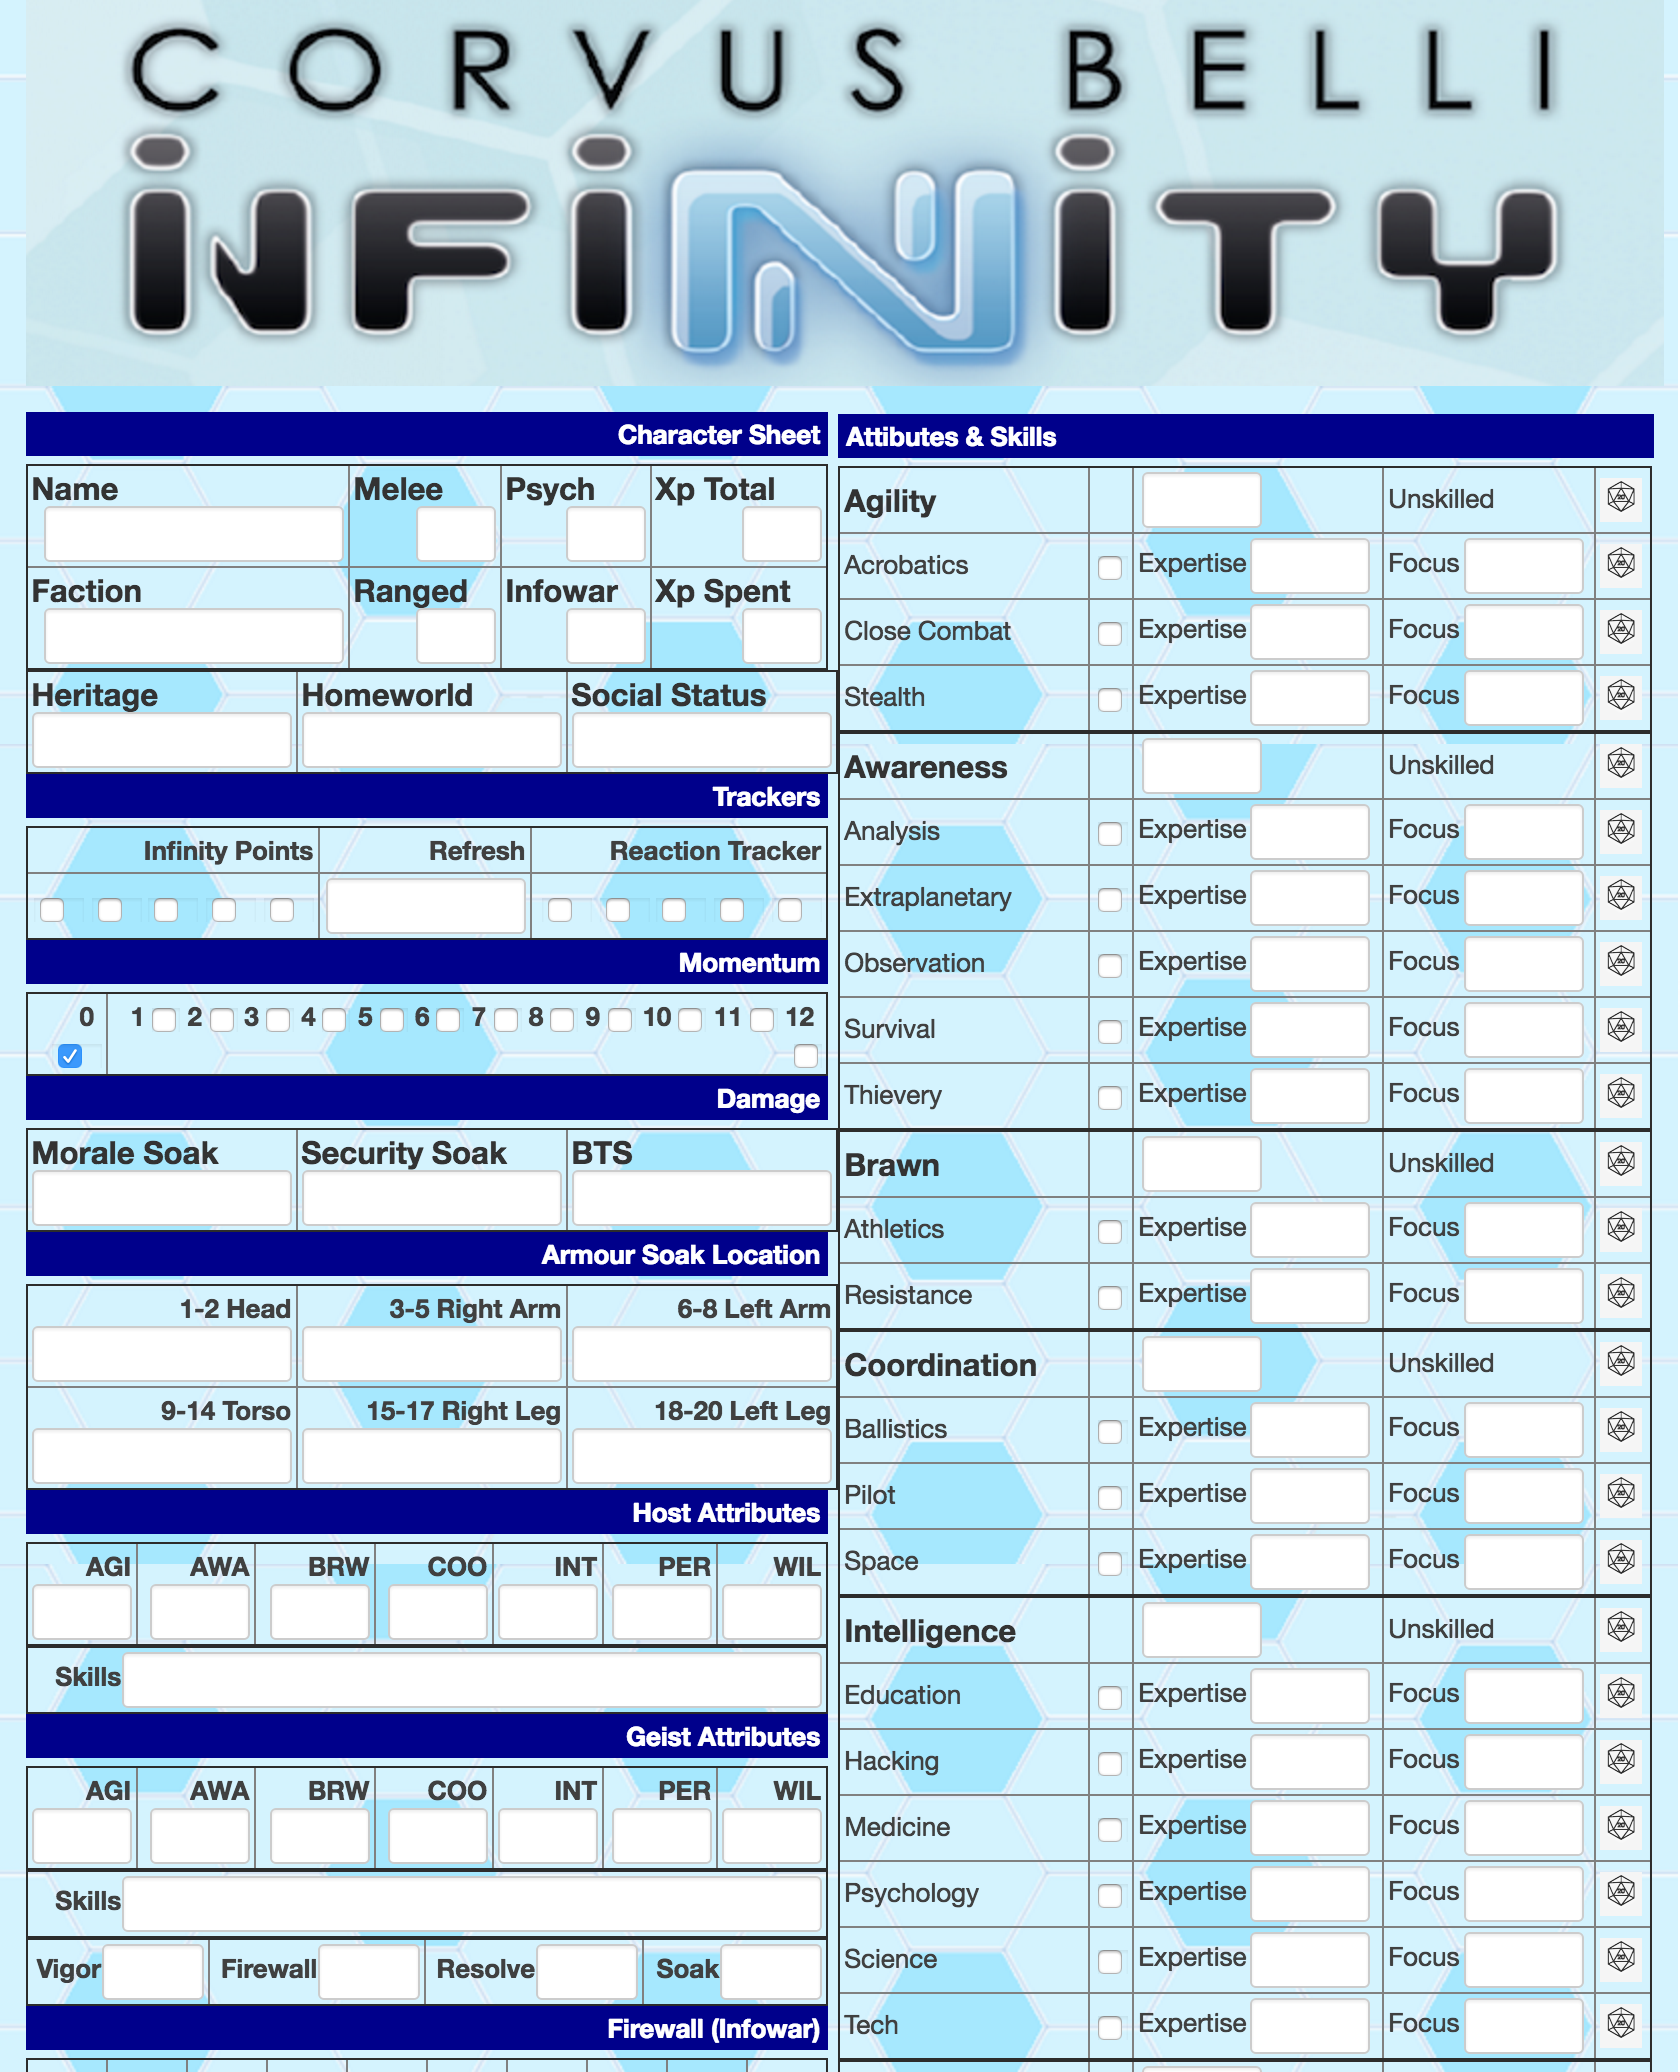 CORVUS BELLI
iNFiNiTY
Character Sheet
Name Melee Psych Xp Total
Faction Ranged Infowar Xp Spent
Heritage Homeworld Social Status
Trackers
Infinity Points Refresh Reaction Tracker
Momentum
0 1 2 3 4 5 6 7 8 9 10 11 12
Damage
Morale Soak Security Soak BTS
Armour Soak Location
1-2 Head 3-5 Right Arm 6-8 Left Arm
9-14 Torso 15-17 Right Leg 18-20 Left Leg
Host Attributes
AGI AWA BRW COO INT PER WIL
Skills
Geist Attributes
AGI AWA BRW COO INT PER WIL
Skills
Vigor Firewall Resolve Soak
Firewall (Infowar)
Attibutes & Skills
Agility Unskilled
Acrobatics Expertise Focus
Close Combat Expertise Focus
Stealth Expertise Focus
Awareness Unskilled
Analysis Expertise Focus
Extraplanetary Expertise Focus
Observation Expertise Focus
Survival Expertise Focus
Thievery Expertise Focus
Brawn Unskilled
Athletics Expertise Focus
Resistance Expertise Focus
Coordination Unskilled
Ballistics Expertise Focus
Pilot Expertise Focus
Space Expertise Focus
Intelligence Unskilled
Education Expertise Focus
Hacking Expertise Focus
Medicine Expertise Focus
Psychology Expertise Focus
Science Expertise Focus
Tech Expertise Focus